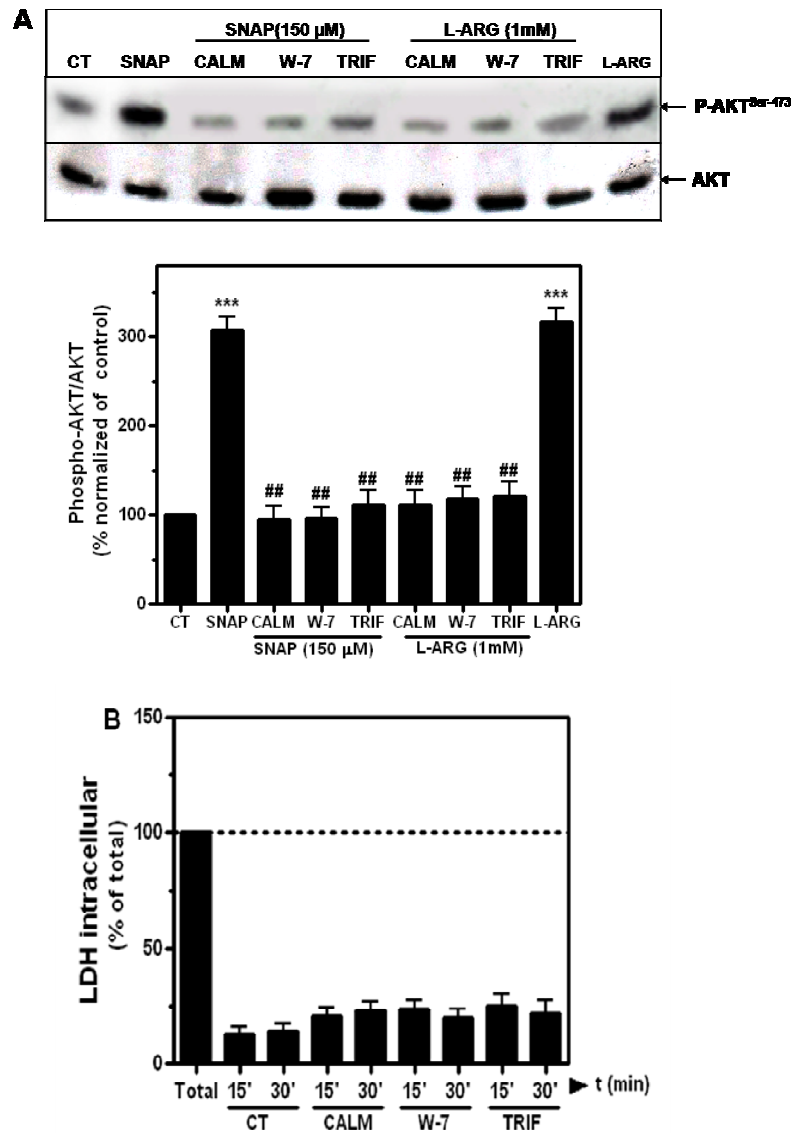 A
SNAP(150 µM) L-ARG (1mM)
CT SNAP CALM W-7 TRIF CALM W-7 TRIF L-ARG
P-AKTSer-473
AKT
Phospho-AKT/AKT
(% normalized of control)
300
200
100
0
*** ## ## ## ## ## ## ***
CT SNAP CALM W-7 TRIF CALM W-7 TRIF L-ARG
SNAP (150 µM) L-ARG (1mM)
B
LDH intracellular
(% of total)
150
100
50
0
Total 15' 30' 15' 30' 15' 30' 15' 30' t (min)
CT CALM W-7 TRIF